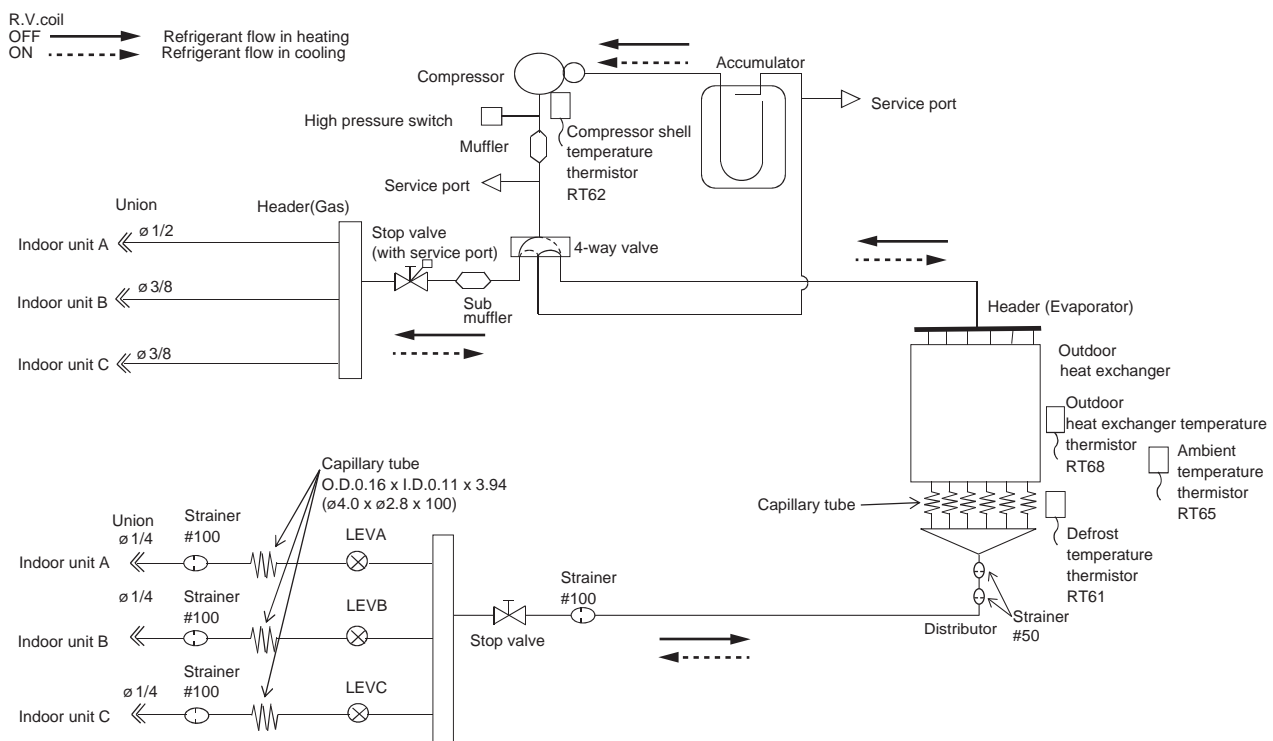 R.V.coil
OFF Refrigerant flow in heating
ON Refrigerant flow in cooling
Compressor
Accumulator
Service port
High pressure switch
Muffler
Compressor shell
temperature
thermistor
RT62
Service port
Union
Header(Gas)
Stop valve
(with service port)
4-way valve
Indoor unit A
ø 1/2
Indoor unit B
ø 3/8
Indoor unit C
ø 3/8
Sub
muffler
Header (Evaporator)
Outdoor
heat exchanger
Outdoor
heat exchanger temperature
thermistor
RT68
Ambient
temperature
thermistor
RT65
Capillary tube
Defrost
temperature
thermistor
RT61
Capillary tube
O.D.0.16 x I.D.0.11 x 3.94
(ø4.0 x ø2.8 x 100)
Union
ø 1/4
Strainer
#100
LEVA
Indoor unit A
ø 1/4
Strainer
#100
LEVB
Indoor unit B
ø 1/4
Strainer
#100
LEVC
Indoor unit C
Stop valve
Strainer
#100
Distributor
Strainer
#50